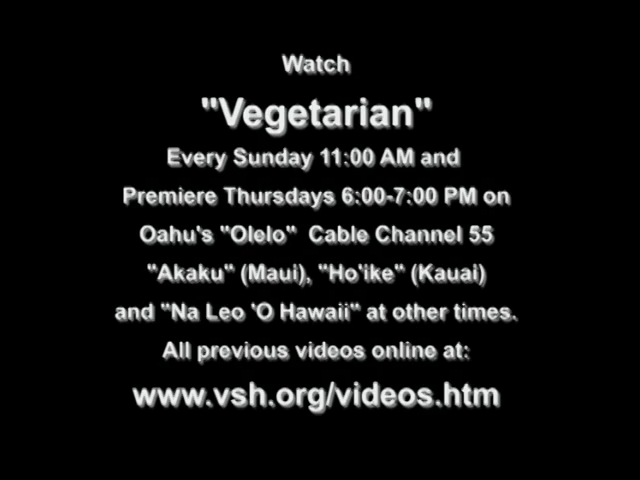 Watch
"Vegetarian"
Every Sunday 11:00 AM and
Premiere Thursdays 6:00-7:00 PM on
Oahu's "Olelo"  Cable Channel 55
"Akaku" (Maui), "Ho'ike" (Kauai)
and "Na Leo 'O Hawaii" at other times.
All previous videos online at:
www.vsh.org/videos.htm